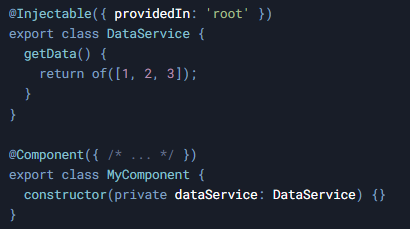 @Injectable({ providedIn: 'root' })
export class DataService {
  getData() {
    return of([1, 2, 3]);
  }
}

@Component({ /* ... */ })
export class MyComponent {
  constructor(private dataService: DataService) {}
}